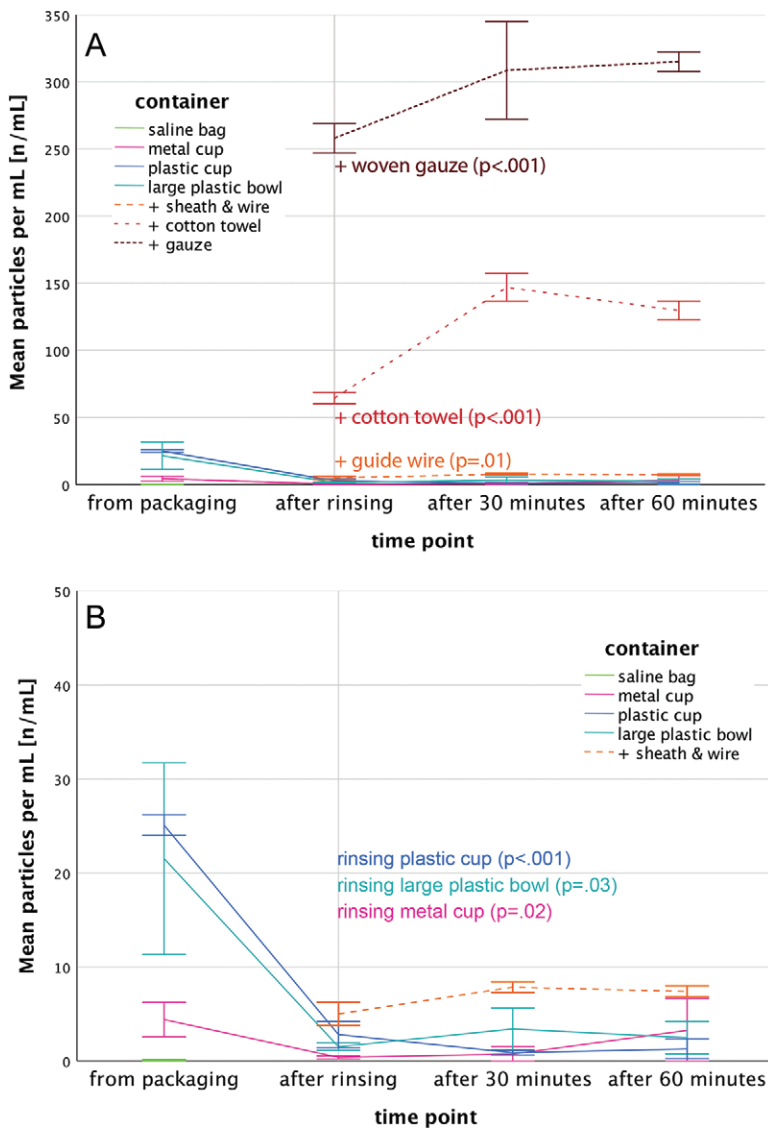 A
Mean particles per mL [n/mL]
350
300
250
200
150
100
50
0
container
saline bag
metal cup
plastic cup
large plastic bowl
+ sheath & wire
+ cotton towel
+ gauze
+ woven gauze (p<.001)
+ cotton towel (p<.001)
+ guide wire (p=.01)
from packaging
after rinsing
after 30 minutes
after 60 minutes
time point
B
Mean particles per mL [n/mL]
50
40
30
20
10
0
container
saline bag
metal cup
plastic cup
large plastic bowl
+ sheath & wire
rinsing plastic cup (p<.001)
rinsing large plastic bowl (p=.03)
rinsing metal cup (p=.02)
from packaging
after rinsing
after 30 minutes
after 60 minutes
time point